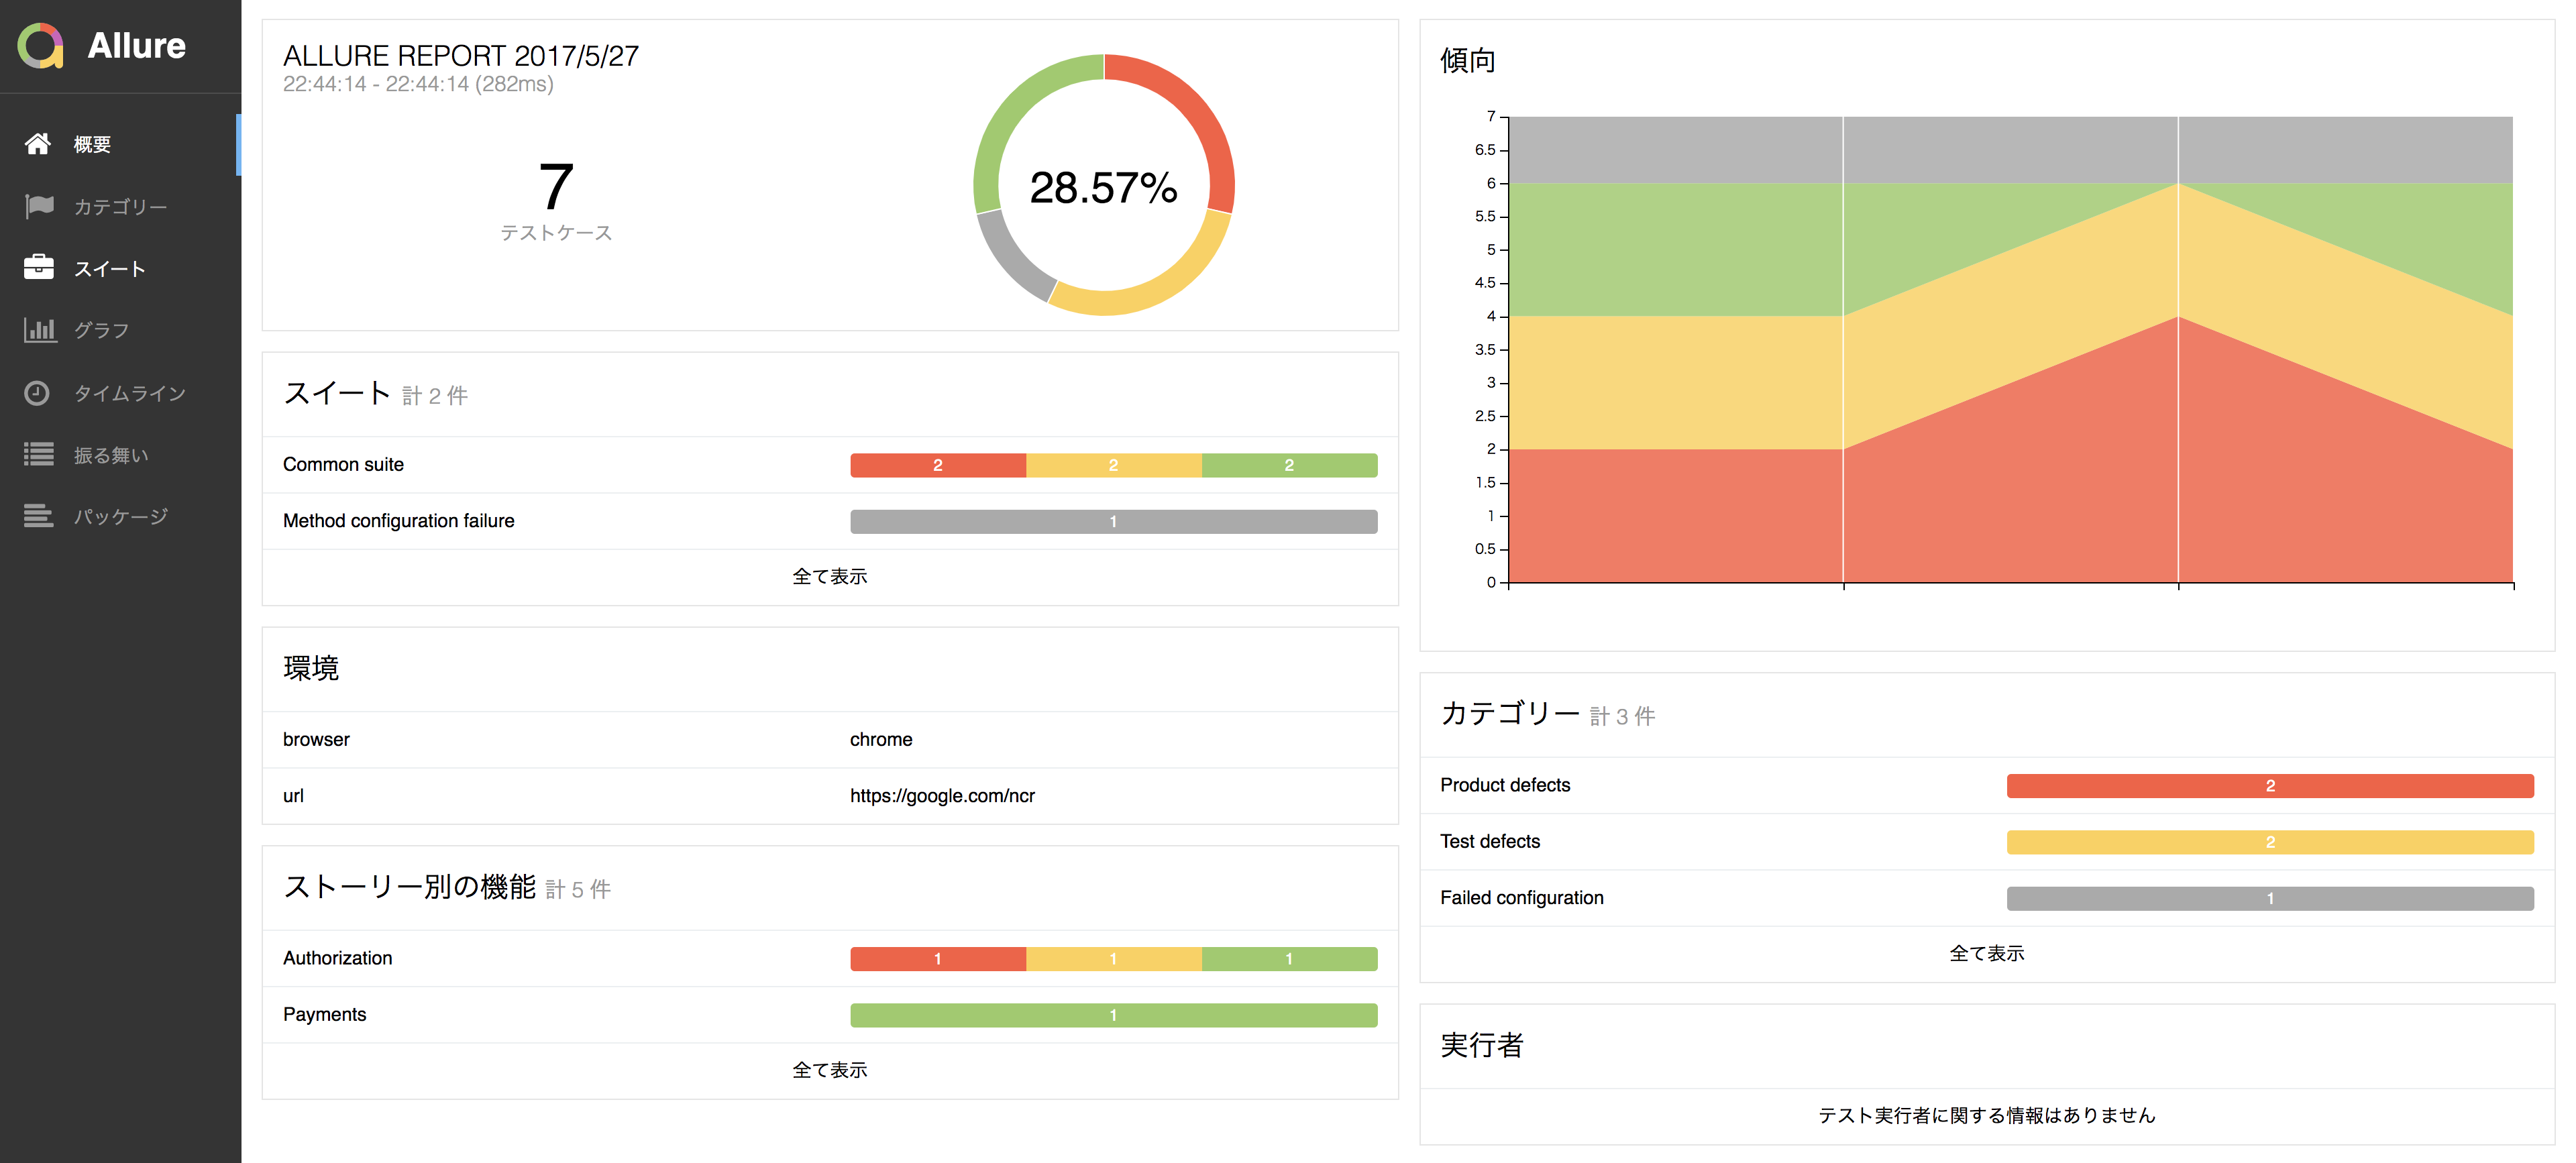 Allure
概要
カテゴリー
スイート
グラフ
タイムライン
振る舞い
パッケージ
ALLURE REPORT 2017/5/27
22:44:14 - 22:44:14 (282ms)
7
テストケース
28.57%
スイート 計 2 件
Common suite 2 2 2
Method configuration failure 1
全て表示
環境
browser chrome
url https://google.com/ncr
ストーリー別の機能 計 5 件
Authorization 1 1 1
Payments 1
全て表示
傾向
7
6.5
6
5.5
5
4.5
4
3.5
3
2.5
2
1.5
1
0.5
0
カテゴリー 計 3 件
Product defects 2
Test defects 2
Failed configuration 1
全て表示
実行者
テスト実行者に関する情報はありません